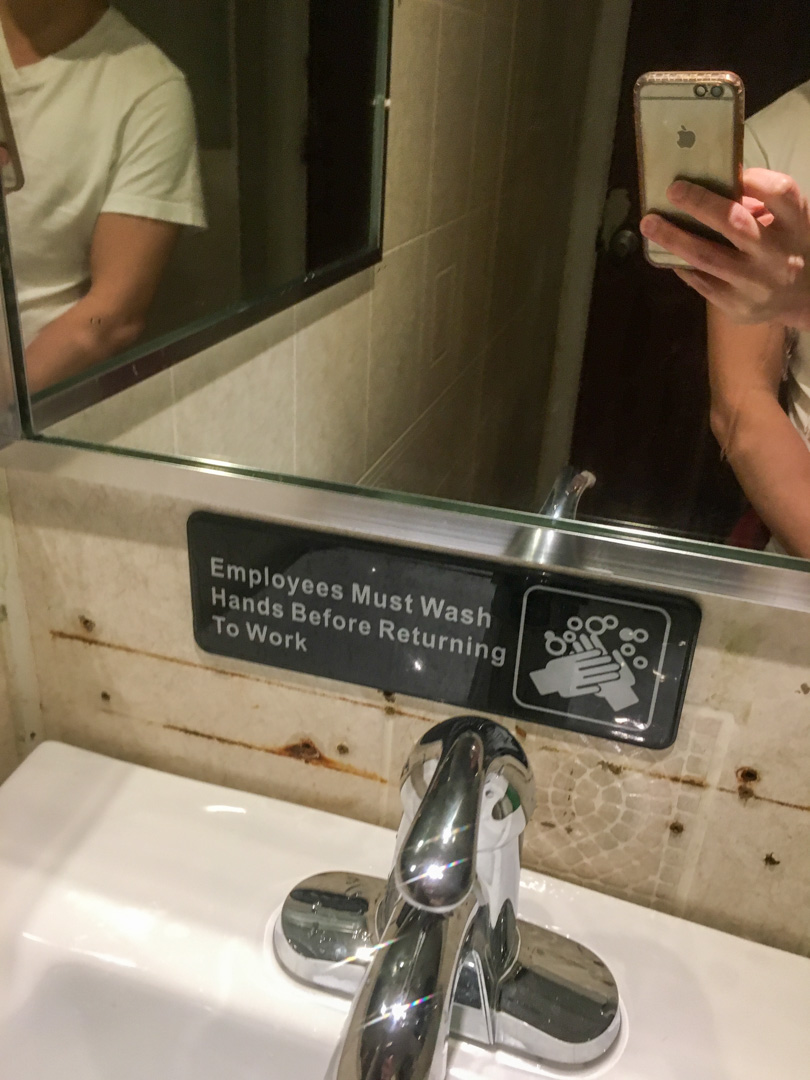 Employees Must Wash
Hands Before Returning
To Work